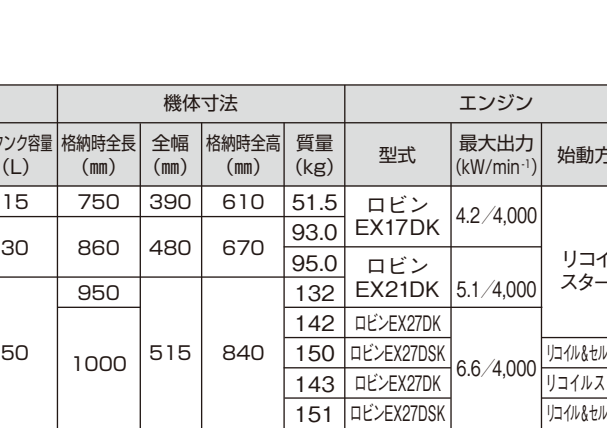 機体寸法 エンジン
タンク容量 格納時全長 全幅 格納時全高 質量 型式 最大出力 始動方
(L) (㎜) (㎜) (㎜) (kg) (kW/min⁻¹)
15 750 390 610 51.5 ロビン EX17DK 4.2/4,000
30 860 480 670 93.0
95.0 ロビン EX21DK 5.1/4,000 リコイ
スター
950 132
50 1000 515 840 142 ロビンEX27DK 6.6/4,000
150 ロビンEX27DSK リコイル&セル
143 ロビンEX27DK リコイルス
151 ロビンEX27DSK リコイル&セル